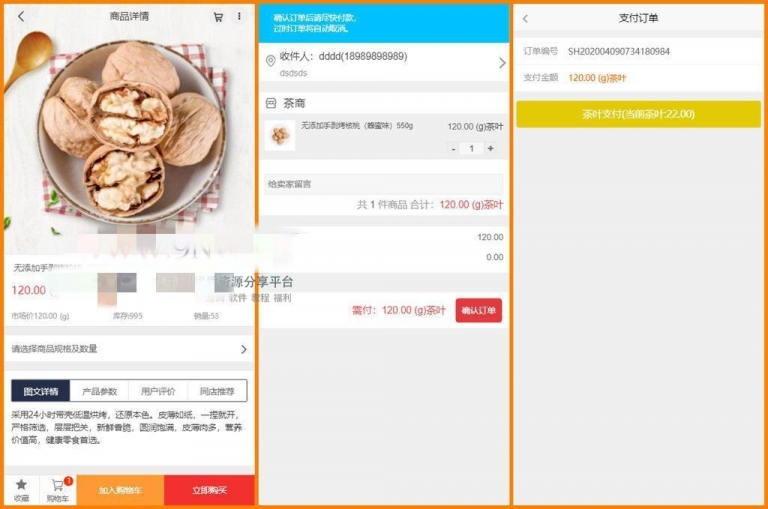 商品详情
无添加手剥烤核桃
120.00 (g)
市场价120.00 (g)
库存:995
销量:53
请选择商品规格及数量
图文详情
产品参数
用户评价
同店推荐
采用24小时带壳低温烘烤，还原本色。皮薄如纸，一捏就开，
严格筛选，层层把关，新鲜香脆，圆润饱满，皮薄肉多，营养
价值高，健康零食首选。
收藏
购物车
1
加入购物车
立即购买
确认订单后请尽快付款，
过时订单将自动取消。
收件人：dddd(18989898989)
dsdsds
茶商
无添加手剥烤核桃（蜂蜜味）550g
120.00 (g)茶叶
- 1 +
给卖家留言
共 1 件商品 合计：120.00 (g)茶叶
120.00
0.00
资源分享平台
软件 教程 福利
需付：120.00 (g)茶叶
确认订单
支付订单
订单编号 SH202004090734180984
支付金额 120.00 (g)茶叶
茶叶支付(当前茶叶:22.00)